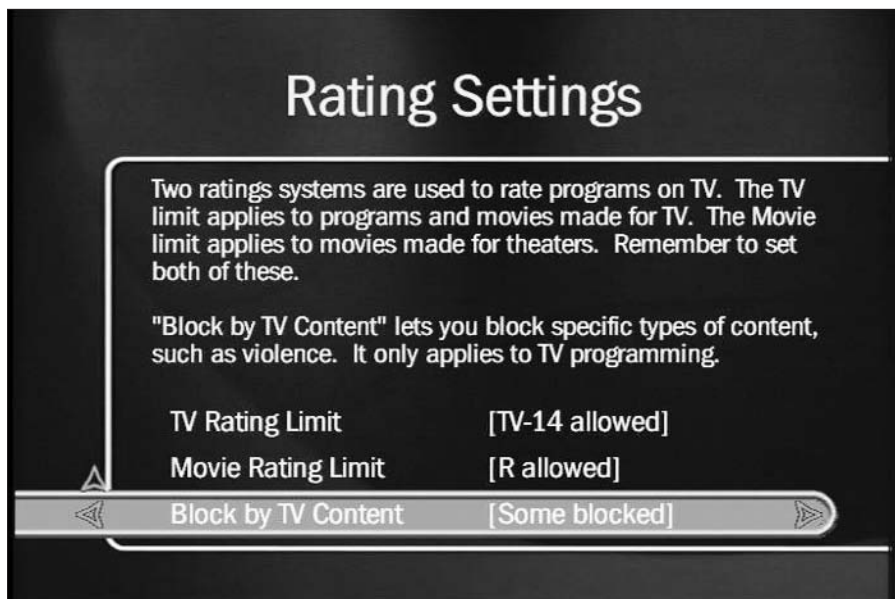 Rating Settings
Two ratings systems are used to rate programs on TV.  The TV
limit applies to programs and movies made for TV.  The Movie
limit applies to movies made for theaters.  Remember to set
both of these.
"Block by TV Content" lets you block specific types of content,
such as violence.  It only applies to TV programming.
TV Rating Limit [TV-14 allowed]
Movie Rating Limit [R allowed]
Block by TV Content [Some blocked]